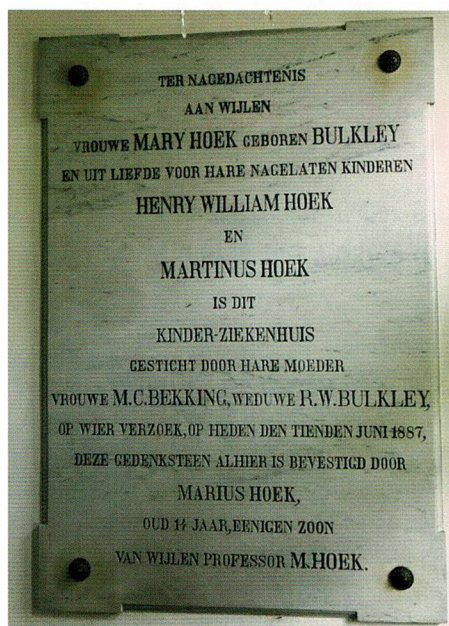 TER NAGEDACHTENIS
AAN WIJLEN
VROUWE MARY HOEK GEBOREN BULKLEY
EN UIT LIEFDE VOOR HARE NAGELATEN KINDEREN
HENRY WILLIAM HOEK
EN
MARTINUS HOEK
IS DIT
KINDER-ZIEKENHUIS
GESTICHT DOOR HARE MOEDER
VROUWE M.C.BEKKING, WEDUWE R.W.BULKLEY,
OP WIER VERZOEK, OP HEDEN DEN TIENDEN JUNI 1887,
DEZE GEDENKSTEEN ALHIER IS BEVESTIGD DOOR
MARIUS HOEK,
OUD JAAR, EENIGEN ZOON
VAN WIJLEN PROFESSOR M.HOEK.